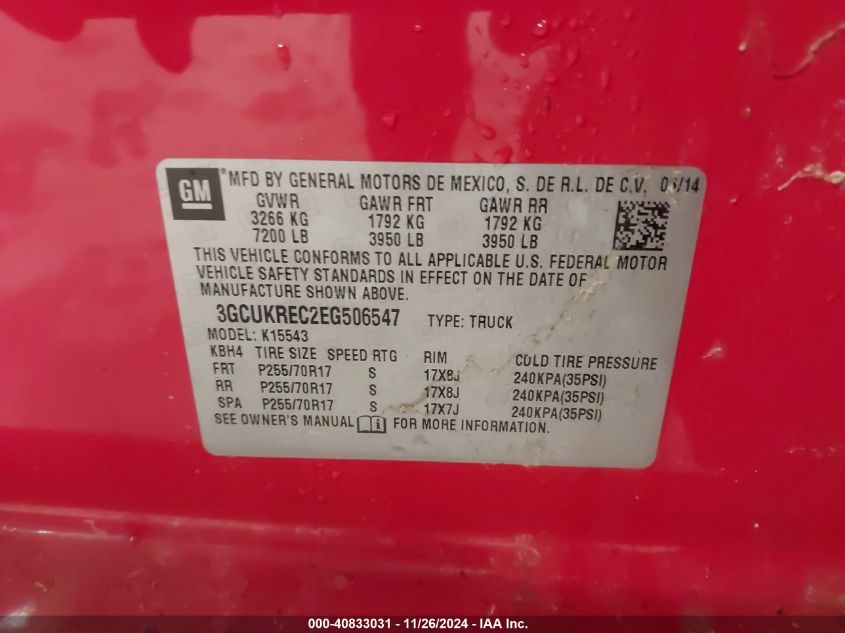 GM ® MFD BY GENERAL MOTORS DE MEXICO, S. DE R.L. DE C.V. /14
GVWR GAWR FRT GAWR RR
3266 KG 1792 KG 1792 KG
7200 LB 3950 LB 3950 LB
THIS VEHICLE CONFORMS TO ALL APPLICABLE U.S. FEDERAL MOTOR
VEHICLE SAFETY STANDARDS IN EFFECT ON THE DATE OF
MANUFACTURE SHOWN ABOVE.
3GCUKREC2EG506547 TYPE: TRUCK
MODEL: K15543
KBH4 TIRE SIZE SPEED RTG RIM COLD TIRE PRESSURE
FRT P255/70R17 S 17X8J 240KPA(35PSI)
RR P255/70R17 S 17X8J 240KPA(35PSI)
SPA P255/70R17 S 17X7J 240KPA(35PSI)
SEE OWNER'S MANUAL FOR MORE INFORMATION.
000-40833031 - 11/26/2024 - IAA Inc.